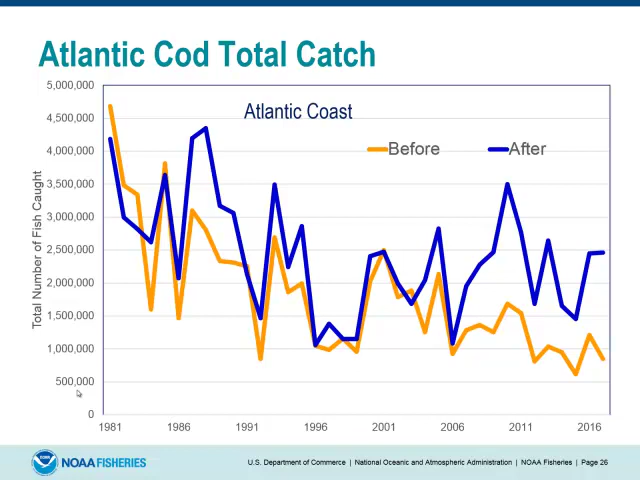 Atlantic Cod Total Catch
Atlantic Coast
Before
After
Total Number of Fish Caught
5,000,000
4,500,000
4,000,000
3,500,000
3,000,000
2,500,000
2,000,000
1,500,000
1,000,000
500,000
0
1981 1986 1991 1996 2001 2006 2011 2016
NOAA FISHERIES
U.S. Department of Commerce | National Oceanic and Atmospheric Administration | NOAA Fisheries | Page 26